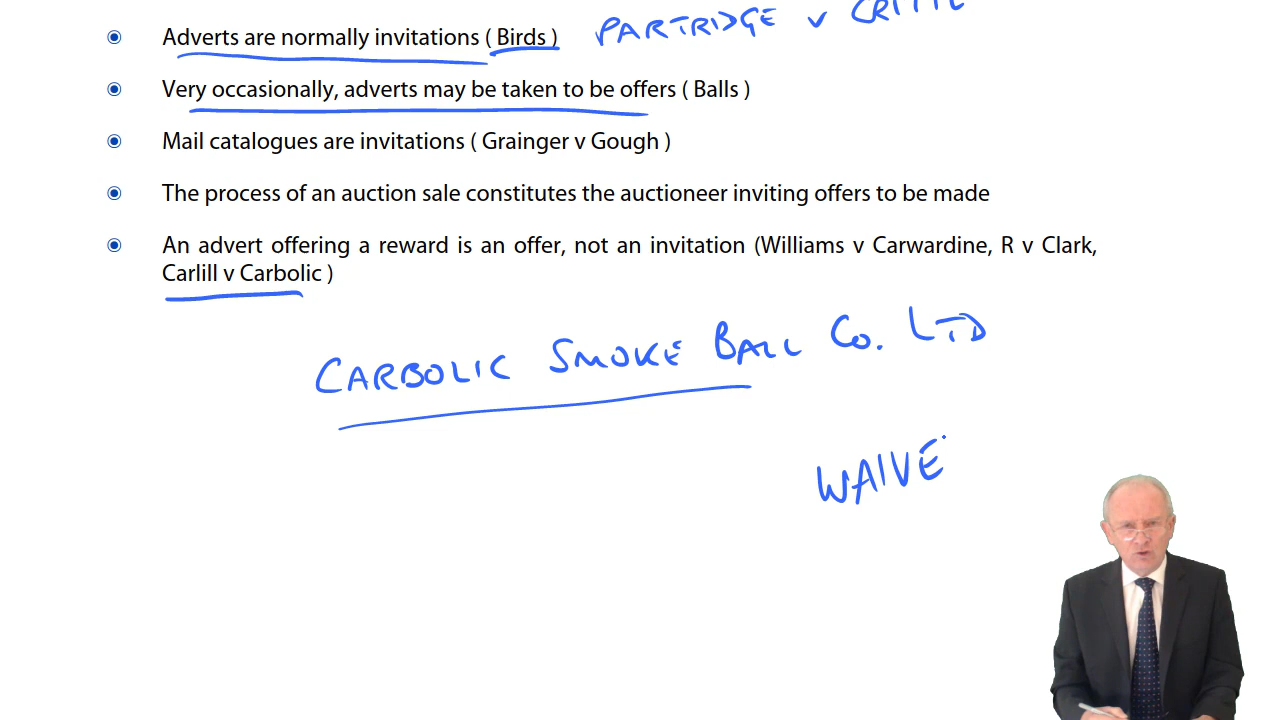 PARTRIDGE v
Adverts are normally invitations ( Birds )
Very occasionally, adverts may be taken to be offers ( Balls )
Mail catalogues are invitations ( Grainger v Gough )
The process of an auction sale constitutes the auctioneer inviting offers to be made
An advert offering a reward is an offer, not an invitation (Williams v Carwardine, R v Clark,
Carlill v Carbolic )
CARBOLIC SMOKE BALL Co. LTD
WAIVE